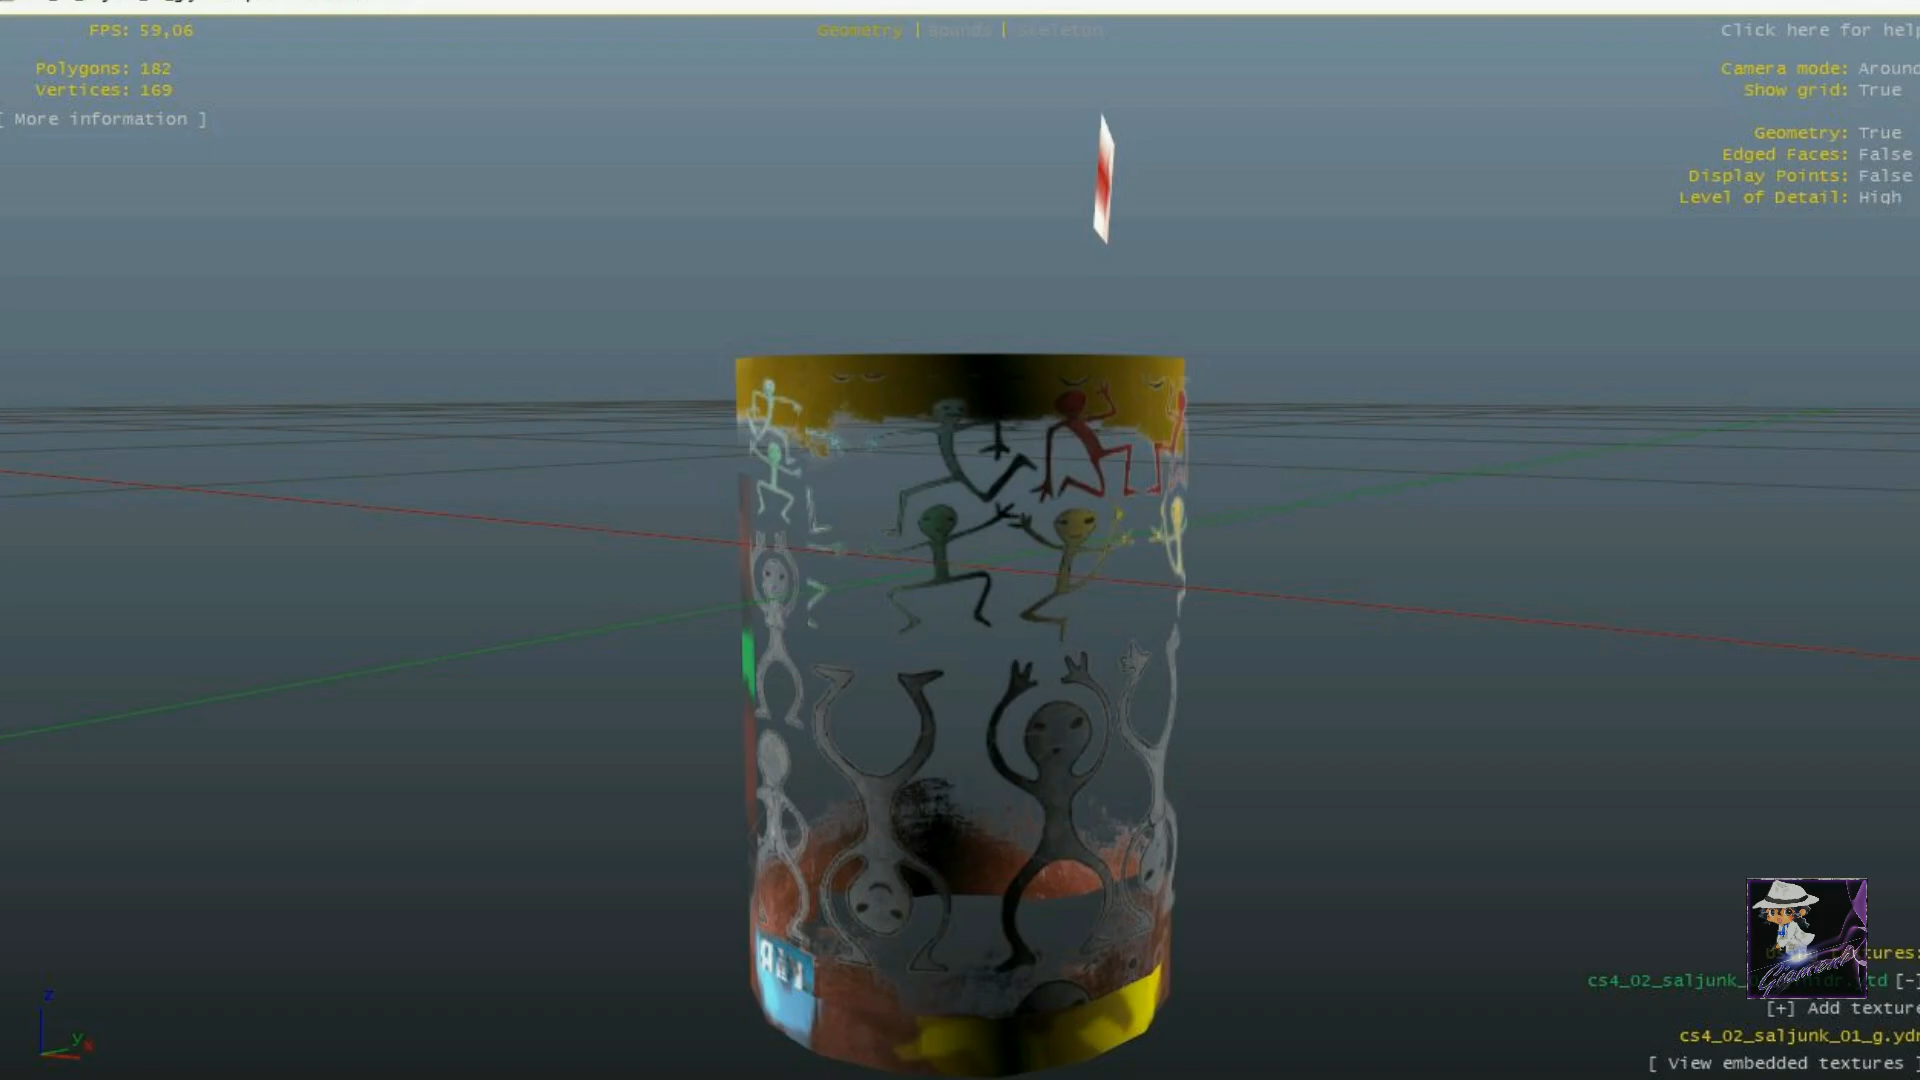 FPS: 59,06
Geometry | Bounds | Skeleton
Click here for help
Polygons: 182
Vertices: 169
[ More information ]
Camera mode: Around
Show grid: True
Geometry: True
Edged Faces: False
Display Points: False
Level of Detail: High
z
y
x
cs4_02_saljunk_
[-]
[+] Add texture
cs4_02_saljunk_01_g.ydr
[ View embedded textures ]